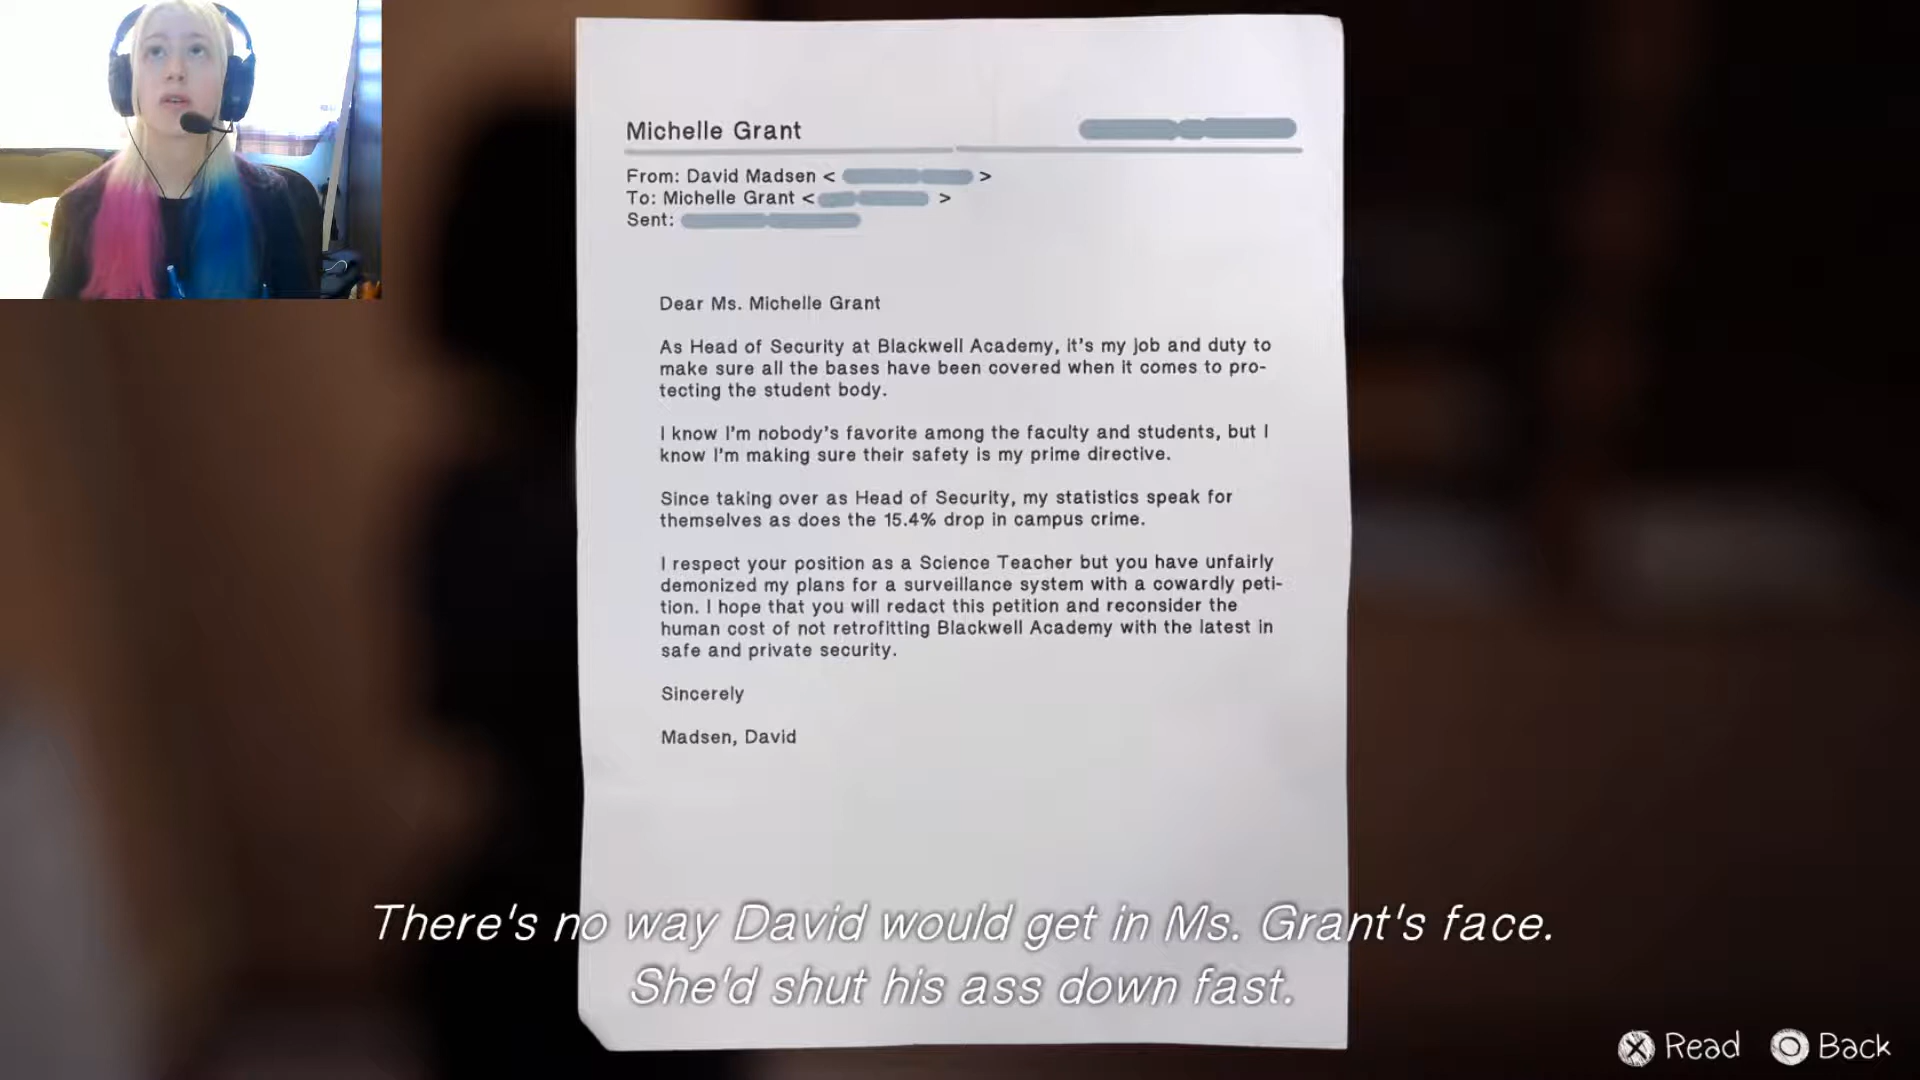 Michelle Grant
From: David Madsen < >
To: Michelle Grant < >
Sent:
Dear Ms. Michelle Grant
As Head of Security at Blackwell Academy, it's my job and duty to
make sure all the bases have been covered when it comes to pro-
tecting the student body.
I know I'm nobody's favorite among the faculty and students, but I
know I'm making sure their safety is my prime directive.
Since taking over as Head of Security, my statistics speak for
themselves as does the 15.4% drop in campus crime.
I respect your position as a Science Teacher but you have unfairly
demonized my plans for a surveillance system with a cowardly peti-
tion. I hope that you will redact this petition and reconsider the
human cost of not retrofitting Blackwell Academy with the latest in
safe and private security.
Sincerely
Madsen, David
There's no way David would get in Ms. Grant's face.
She'd shut his ass down fast.
Read Back